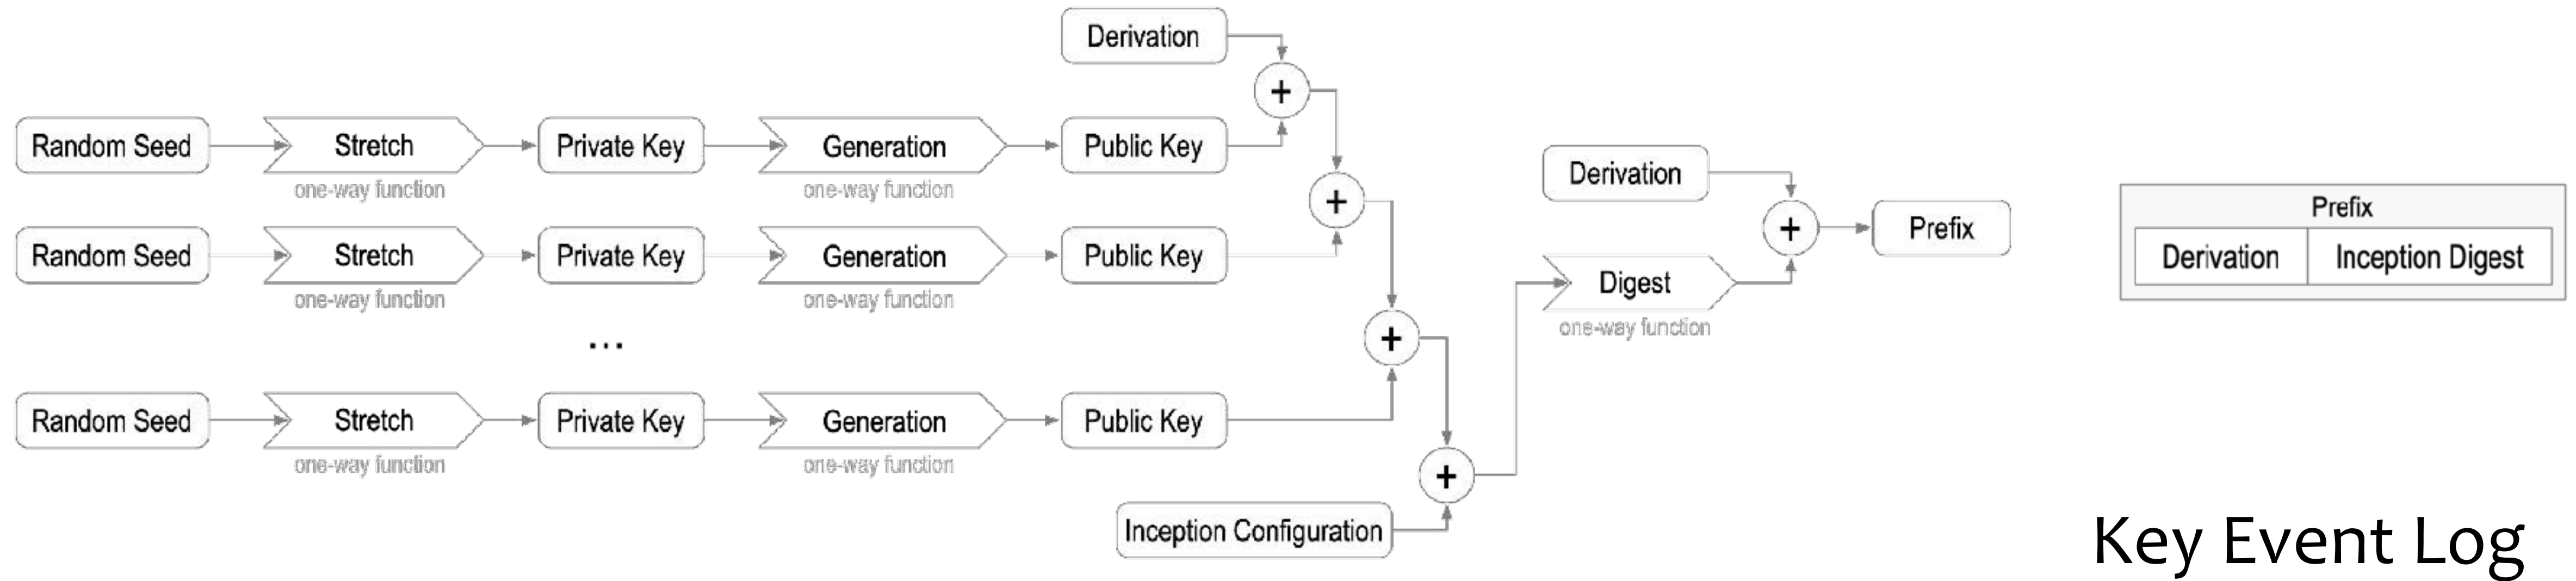 Derivation
+
Random Seed
Stretch
one-way function
Private Key
Generation
one-way function
Public Key
+
Random Seed
Stretch
one-way function
Private Key
Generation
one-way function
Public Key
+
...
Random Seed
Stretch
one-way function
Private Key
Generation
one-way function
Public Key
+
Inception Configuration
Derivation
+
Digest
one-way function
Prefix
Prefix
Derivation
Inception Digest
Key Event Log